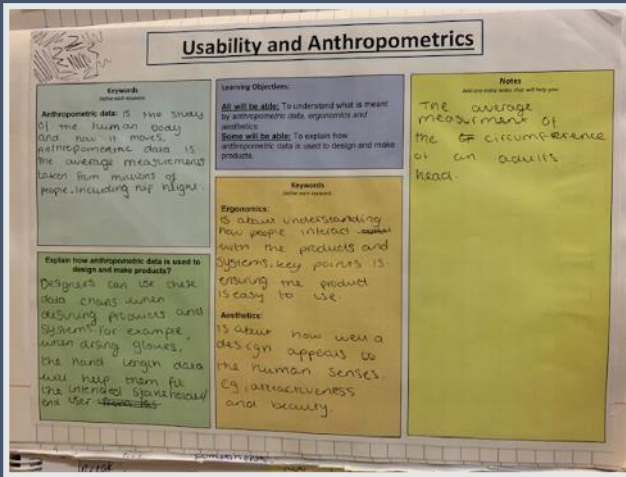 Usability and Anthropometrics
Keywords
(define each keyword)
Anthropometric data: IS the study
of the human body
and how it moves.
Anthropometric data is
the average measurement
taken from millions of
people, including hip height.
Explain how anthropometric data is used to
design and make products?
Designers can use these
data charts when
designing products and
systems. For example,
when dising gloves,
the hand length data
will help them fit
the intended stakeholder/
end user
Learning Objectives:
All will be able: To understand what is meant
by anthropometric data, ergonomics and
aesthetics
Some will be able: To explain how
anthropometric data is used to design and make
products.
Keywords
(define each keyword)
Ergonomics:
Is about understanding
how people interact
with the products and
systems, key points is
ensuring the product
is easy to use.
Aesthetics:
Is about how well a
design appeals to
the human senses.
Eg, attractiveness
and beauty.
Notes
Add any extra notes that will help you
The average
measurment of
the circumference
of an adults
head.